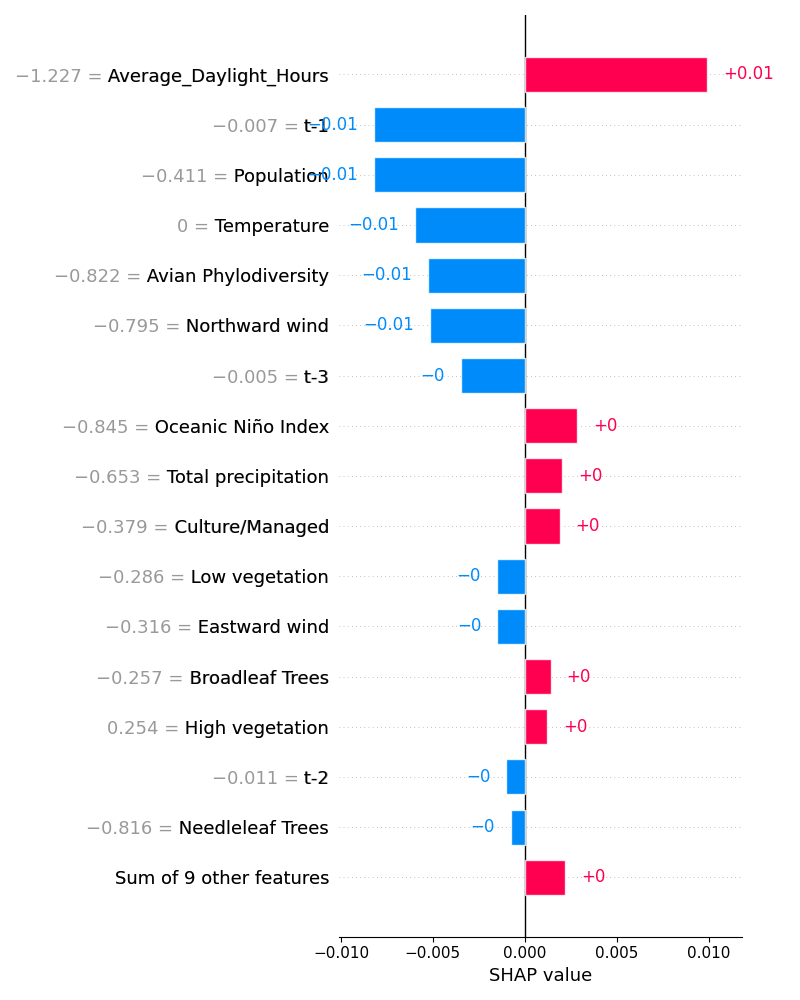 −1.227 = Average_Daylight_Hours +0.01
−0.007 = t-1 −0.01
−0.411 = Population −0.01
0 = Temperature −0.01
−0.822 = Avian Phylodiversity −0.01
−0.795 = Northward wind −0.01
−0.005 = t-3 −0
−0.845 = Oceanic Niño Index +0
−0.653 = Total precipitation +0
−0.379 = Culture/Managed +0
−0.286 = Low vegetation −0
−0.316 = Eastward wind −0
−0.257 = Broadleaf Trees +0
0.254 = High vegetation +0
−0.011 = t-2 −0
−0.816 = Needleleaf Trees −0
Sum of 9 other features +0
−0.010 −0.005 0.000 0.005 0.010
SHAP value